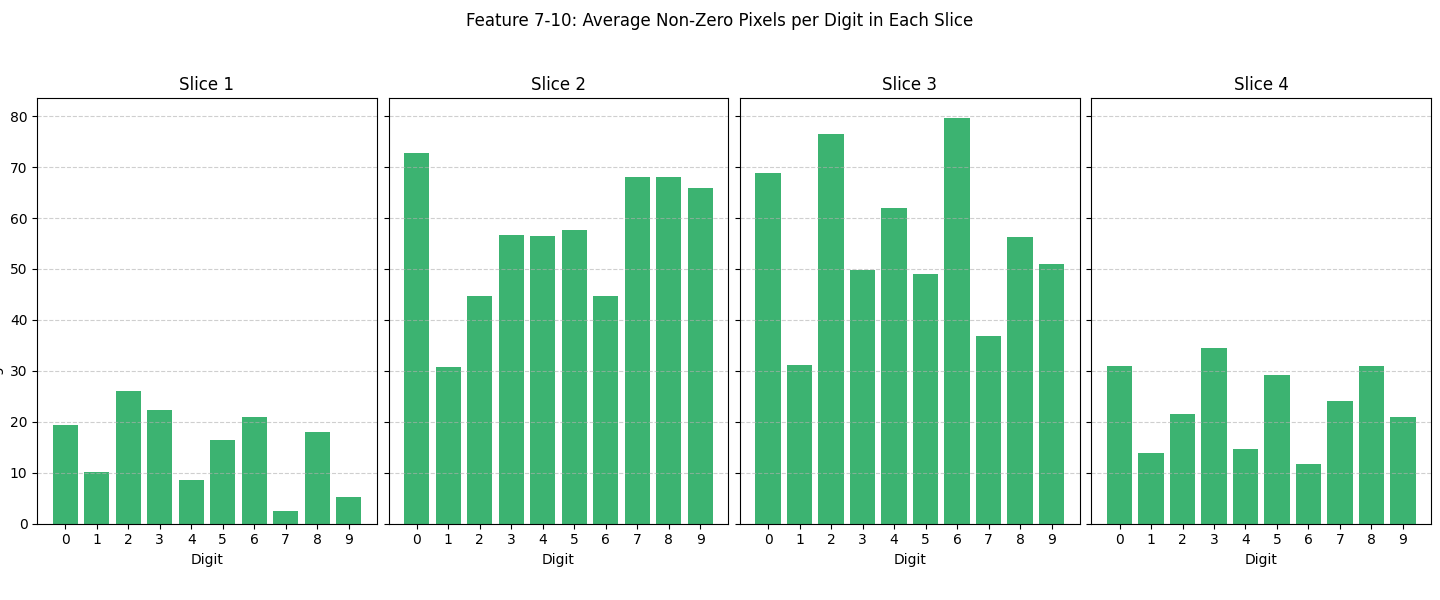 Feature 7-10: Average Non-Zero Pixels per Digit in Each Slice
Slice 1
Slice 2
Slice 3
Slice 4
80
70
60
50
40
30
20
10
0
0 1 2 3 4 5 6 7 8 9
0 1 2 3 4 5 6 7 8 9
0 1 2 3 4 5 6 7 8 9
0 1 2 3 4 5 6 7 8 9
Digit
Digit
Digit
Digit